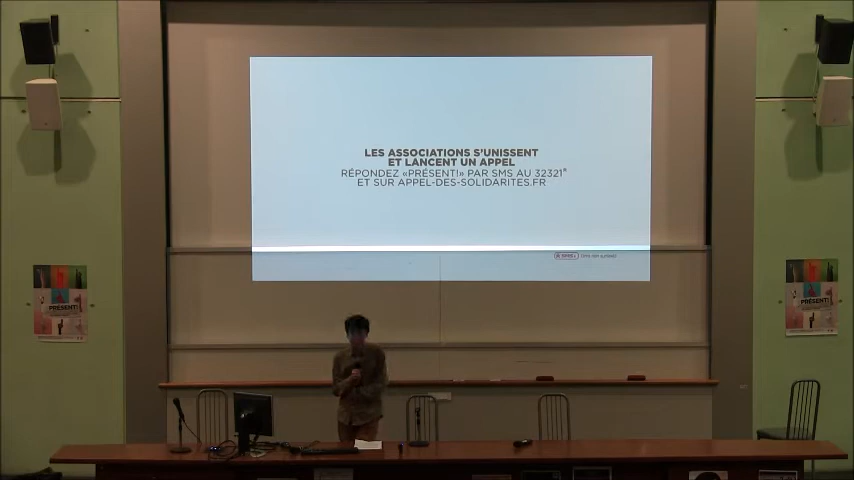 LES ASSOCIATIONS S'UNISSENT
ET LANCENT UN APPEL
RÉPONDEZ «PRÉSENT!» PAR SMS AU 32321*
ET SUR APPEL-DES-SOLIDARITES.FR
PRÉSENT!
PRÉSENT!